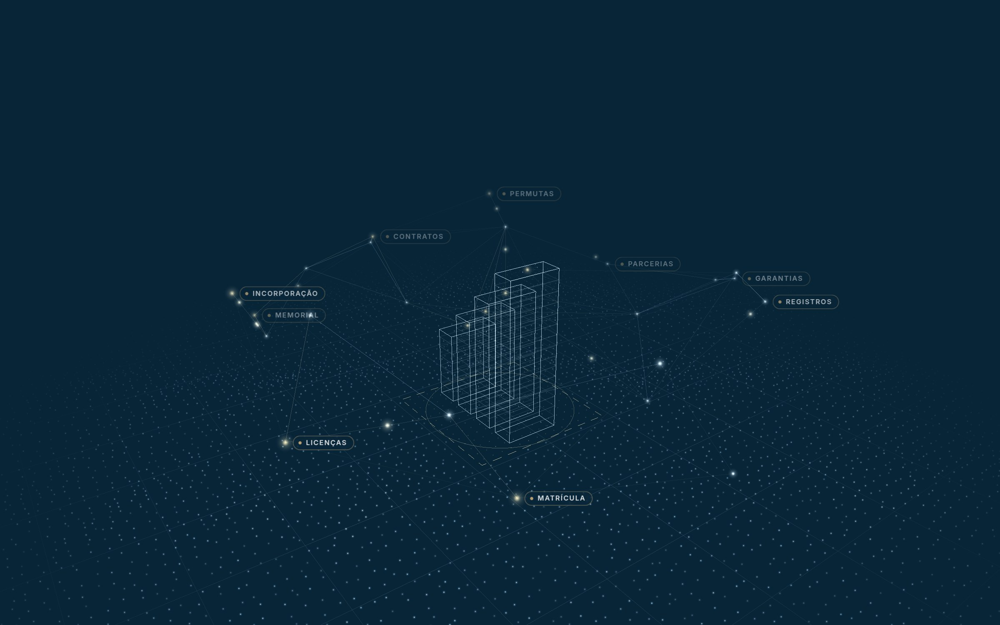 PERMUTAS
CONTRATOS
PARCERIAS
GARANTIAS
INCORPORAÇÃO
REGISTROS
MEMORIAL
LICENÇAS
MATRÍCULA